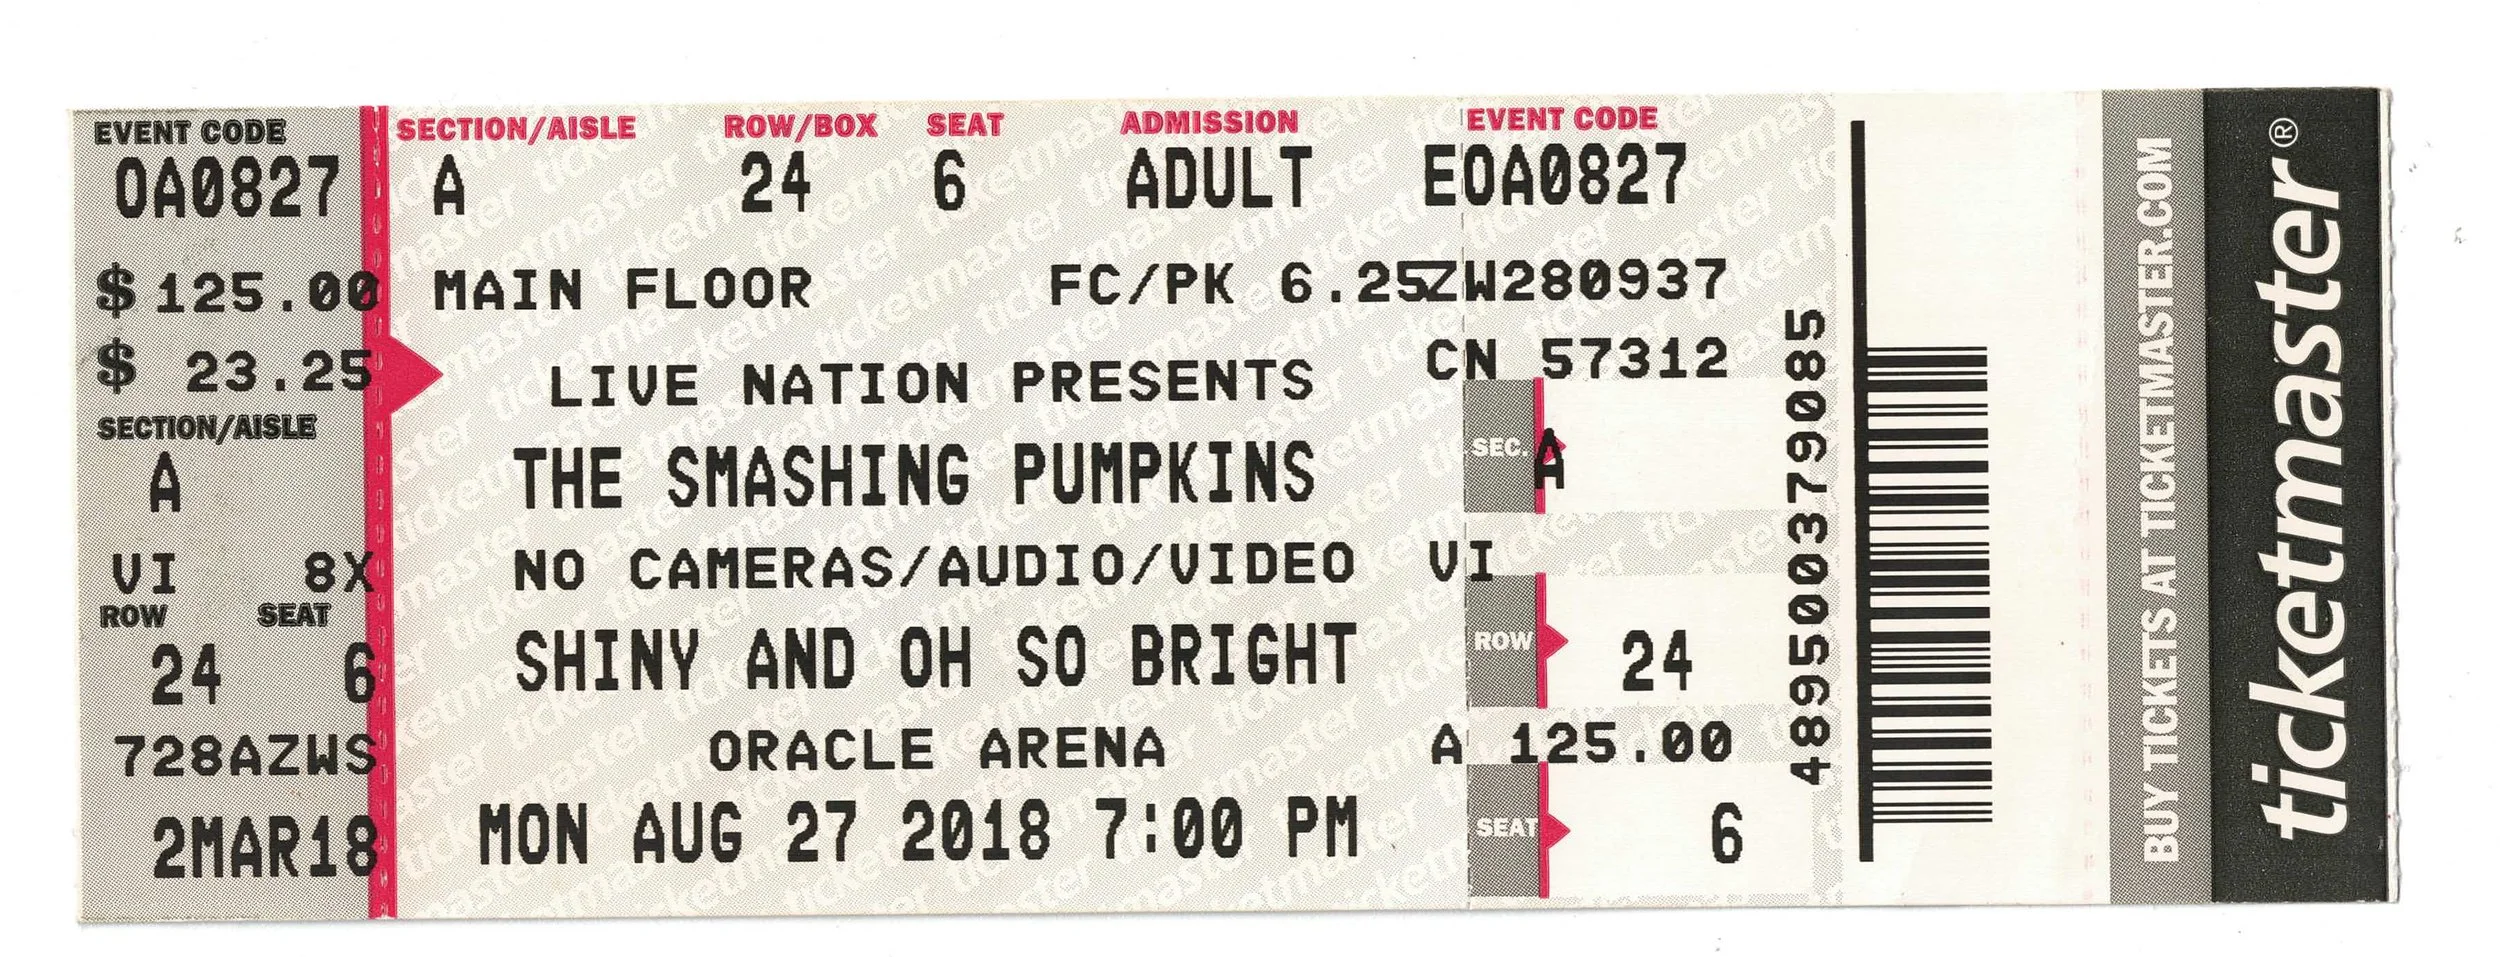 EVENT CODE
OA0827
$ 125.00
$ 23.25
SECTION/AISLE
A
VI 8X
ROW SEAT
24 6
728AZWS
2MAR18
SECTION/AISLE ROW/BOX SEAT ADMISSION EVENT CODE
A 24 6 ADULT EOA0827
MAIN FLOOR FC/PK 6.25
LIVE NATION PRESENTS
THE SMASHING PUMPKINS
NO CAMERAS/AUDIO/VIDEO
SHINY AND OH SO BRIGHT
ORACLE ARENA
MON AUG 27 2018 7:00 PM
ZW280937
CN 57312
SEC. A
VI
ROW 24
A 125.00
SEAT 6
489500379085
BUY TICKETS AT TICKETMASTER.COM
ticketmaster®